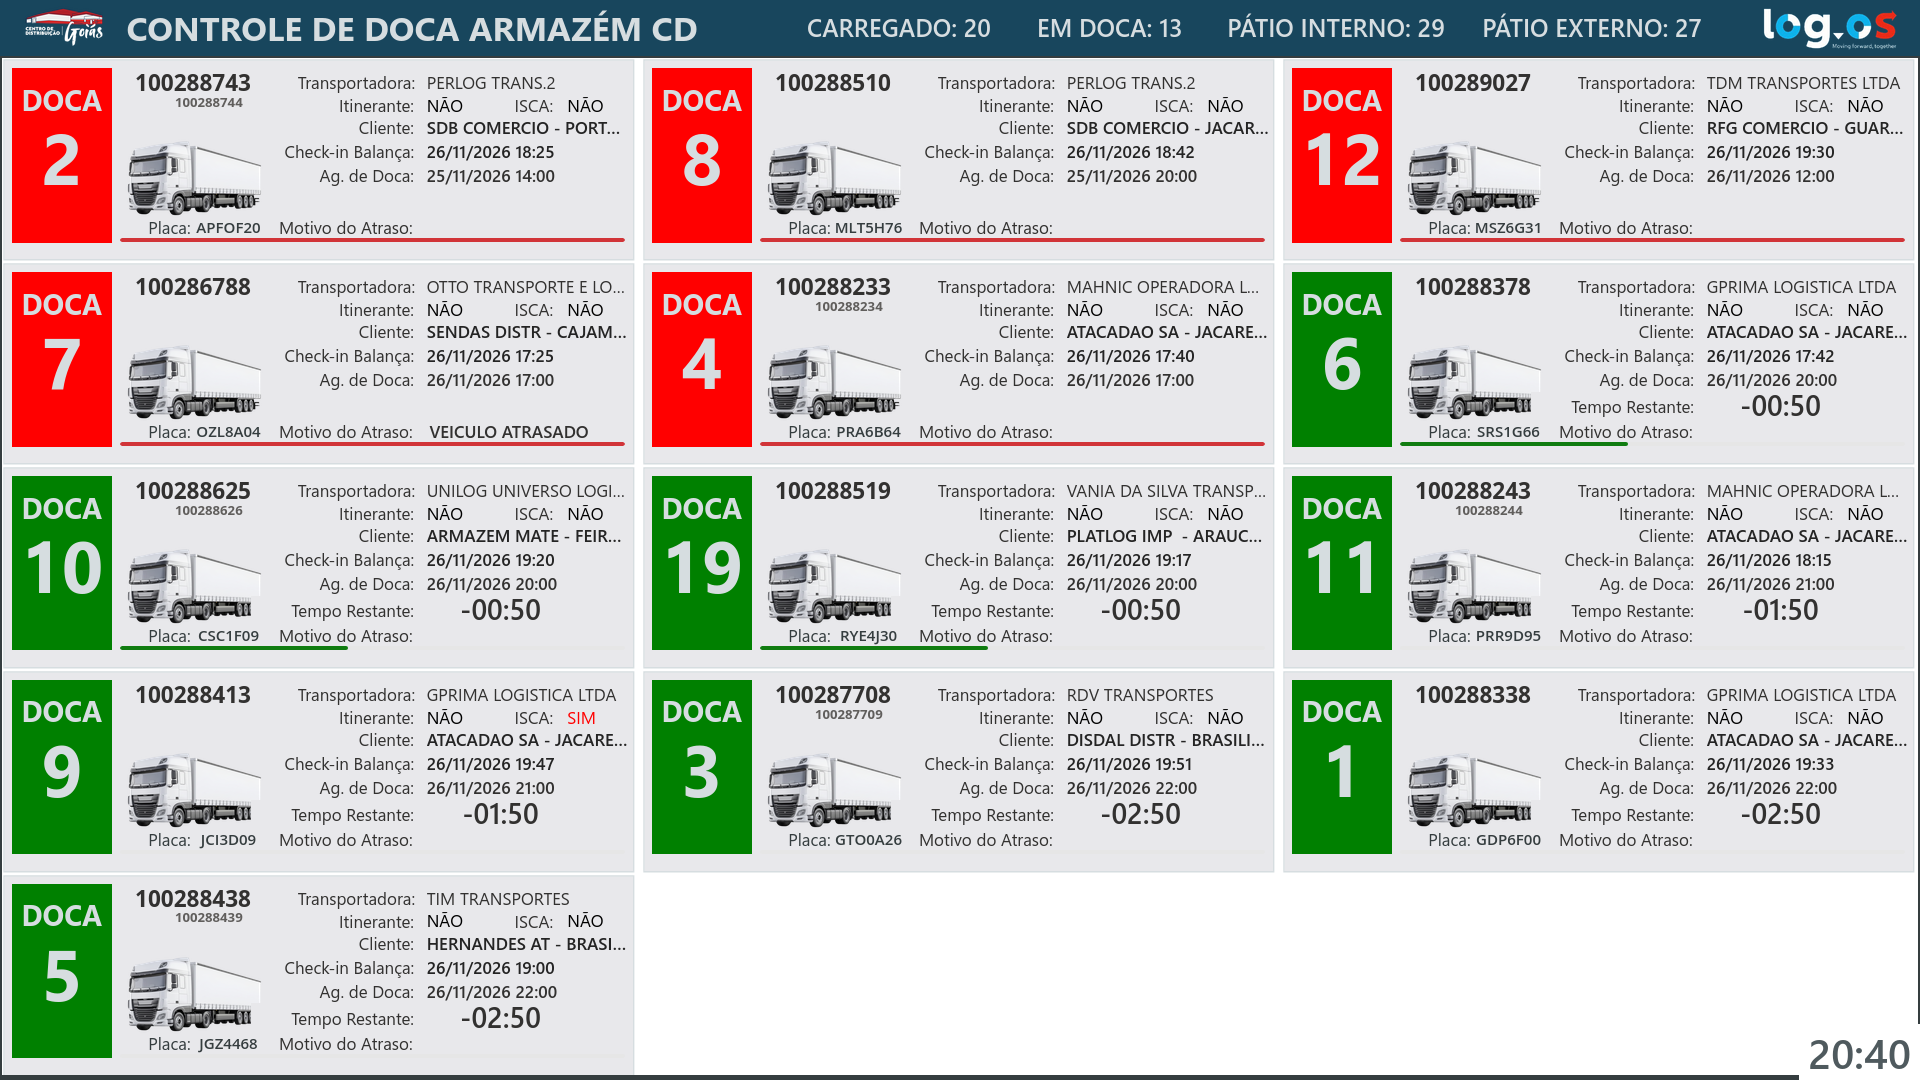 CENTRO DE DISTRIBUIÇÃO Goiás
CONTROLE DE DOCA ARMAZÉM CD
CARREGADO: 20
EM DOCA: 13
PÁTIO INTERNO: 29
PÁTIO EXTERNO: 27
log.os
Moving forward, together
DOCA
2
100288743
100288744
Transportadora: PERLOG TRANS.2
Itinerante: NÃO ISCA: NÃO
Cliente: SDB COMERCIO - PORT...
Check-in Balança: 26/11/2026 18:25
Ag. de Doca: 25/11/2026 14:00
Placa: APFOF20 Motivo do Atraso:
DOCA
8
100288510
Transportadora: PERLOG TRANS.2
Itinerante: NÃO ISCA: NÃO
Cliente: SDB COMERCIO - JACAR...
Check-in Balança: 26/11/2026 18:42
Ag. de Doca: 25/11/2026 20:00
Placa: MLT5H76 Motivo do Atraso:
DOCA
12
100289027
Transportadora: TDM TRANSPORTES LTDA
Itinerante: NÃO ISCA: NÃO
Cliente: RFG COMERCIO - GUAR...
Check-in Balança: 26/11/2026 19:30
Ag. de Doca: 26/11/2026 12:00
Placa: MSZ6G31 Motivo do Atraso:
DOCA
7
100286788
Transportadora: OTTO TRANSPORTE E LO...
Itinerante: NÃO ISCA: NÃO
Cliente: SENDAS DISTR - CAJAM...
Check-in Balança: 26/11/2026 17:25
Ag. de Doca: 26/11/2026 17:00
Placa: OZL8A04 Motivo do Atraso: VEICULO ATRASADO
DOCA
4
100288233
100288234
Transportadora: MAHNIC OPERADORA L...
Itinerante: NÃO ISCA: NÃO
Cliente: ATACADAO SA - JACARE...
Check-in Balança: 26/11/2026 17:40
Ag. de Doca: 26/11/2026 17:00
Placa: PRA6B64 Motivo do Atraso:
DOCA
6
100288378
Transportadora: GPRIMA LOGISTICA LTDA
Itinerante: NÃO ISCA: NÃO
Cliente: ATACADAO SA - JACARE...
Check-in Balança: 26/11/2026 17:42
Ag. de Doca: 26/11/2026 20:00
Tempo Restante: -00:50
Placa: SRS1G66 Motivo do Atraso:
DOCA
10
100288625
100288626
Transportadora: UNILOG UNIVERSO LOGI...
Itinerante: NÃO ISCA: NÃO
Cliente: ARMAZEM MATE - FEIR...
Check-in Balança: 26/11/2026 19:20
Ag. de Doca: 26/11/2026 20:00
Tempo Restante: -00:50
Placa: CSC1F09 Motivo do Atraso:
DOCA
19
100288519
Transportadora: VANIA DA SILVA TRANSP...
Itinerante: NÃO ISCA: NÃO
Cliente: PLATLOG IMP - ARAUC...
Check-in Balança: 26/11/2026 19:17
Ag. de Doca: 26/11/2026 20:00
Tempo Restante: -00:50
Placa: RYE4J30 Motivo do Atraso:
DOCA
11
100288243
100288244
Transportadora: MAHNIC OPERADORA L...
Itinerante: NÃO ISCA: NÃO
Cliente: ATACADAO SA - JACARE...
Check-in Balança: 26/11/2026 18:15
Ag. de Doca: 26/11/2026 21:00
Tempo Restante: -01:50
Placa: PRR9D95 Motivo do Atraso:
DOCA
9
100288413
Transportadora: GPRIMA LOGISTICA LTDA
Itinerante: NÃO ISCA: SIM
Cliente: ATACADAO SA - JACARE...
Check-in Balança: 26/11/2026 19:47
Ag. de Doca: 26/11/2026 21:00
Tempo Restante: -01:50
Placa: JCI3D09 Motivo do Atraso:
DOCA
3
100287708
100287709
Transportadora: RDV TRANSPORTES
Itinerante: NÃO ISCA: NÃO
Cliente: DISDAL DISTR - BRASILI...
Check-in Balança: 26/11/2026 19:51
Ag. de Doca: 26/11/2026 22:00
Tempo Restante: -02:50
Placa: GTO0A26 Motivo do Atraso:
DOCA
1
100288338
Transportadora: GPRIMA LOGISTICA LTDA
Itinerante: NÃO ISCA: NÃO
Cliente: ATACADAO SA - JACARE...
Check-in Balança: 26/11/2026 19:33
Ag. de Doca: 26/11/2026 22:00
Tempo Restante: -02:50
Placa: GDP6F00 Motivo do Atraso:
DOCA
5
100288438
100288439
Transportadora: TIM TRANSPORTES
Itinerante: NÃO ISCA: NÃO
Cliente: HERNANDES AT - BRASI...
Check-in Balança: 26/11/2026 19:00
Ag. de Doca: 26/11/2026 22:00
Tempo Restante: -02:50
Placa: JGZ4468 Motivo do Atraso:
20:40